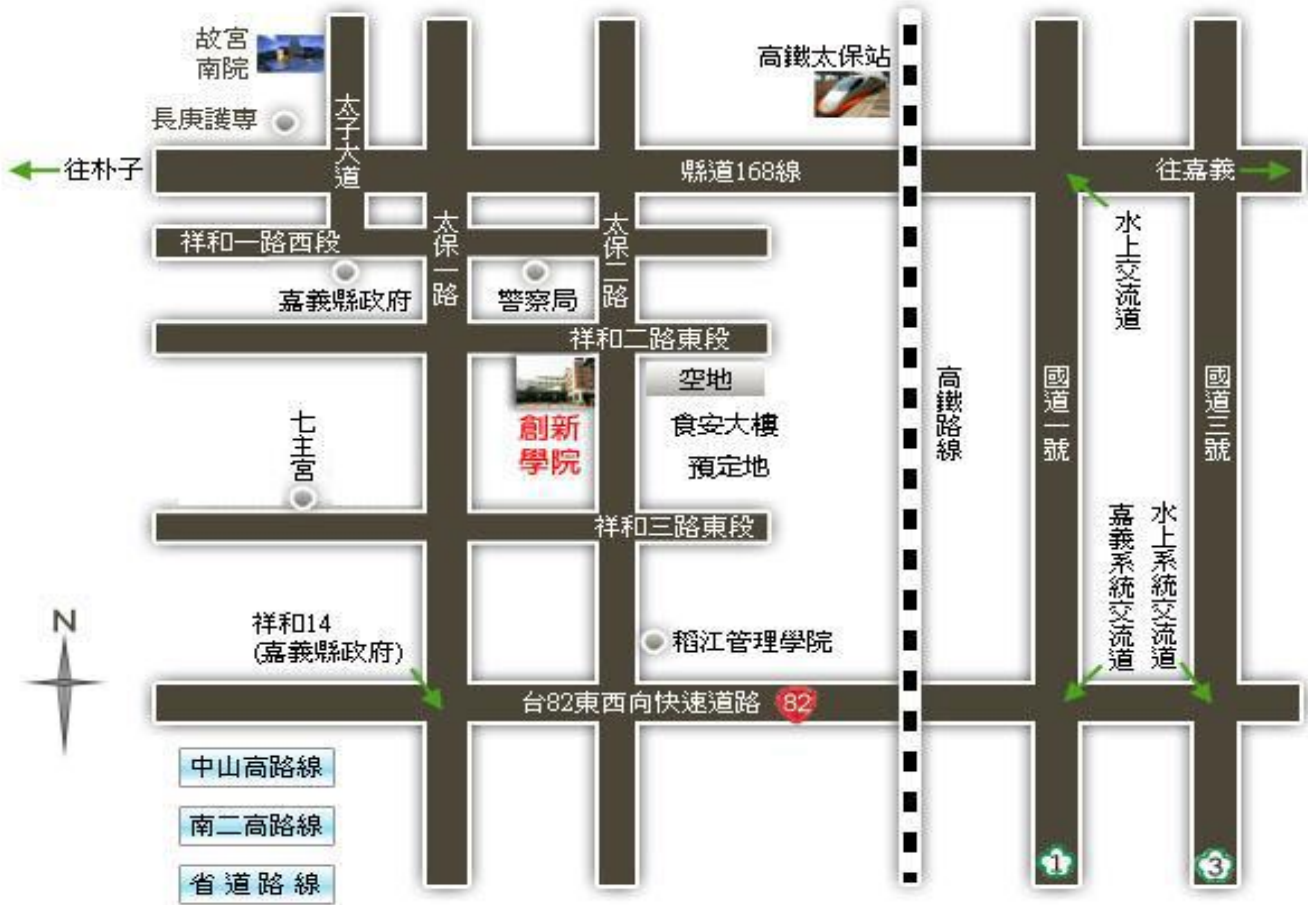 故宮
南院
高鐵太保站
長庚護專
太子大道
往朴子
縣道168線
往嘉義
祥和一路西段
太保一路
太保二路
水上交流道
嘉義縣政府
警察局
祥和二路東段
空地
國道一號
國道三號
高鐵路線
七主宮
創新
學院
食安大樓
預定地
祥和三路東段
嘉義系統交流道
水上系統交流道
N
祥和14
(嘉義縣政府)
稻江管理學院
台82東西向快速道路
82
中山高路線
南二高路線
省道路線
1
3